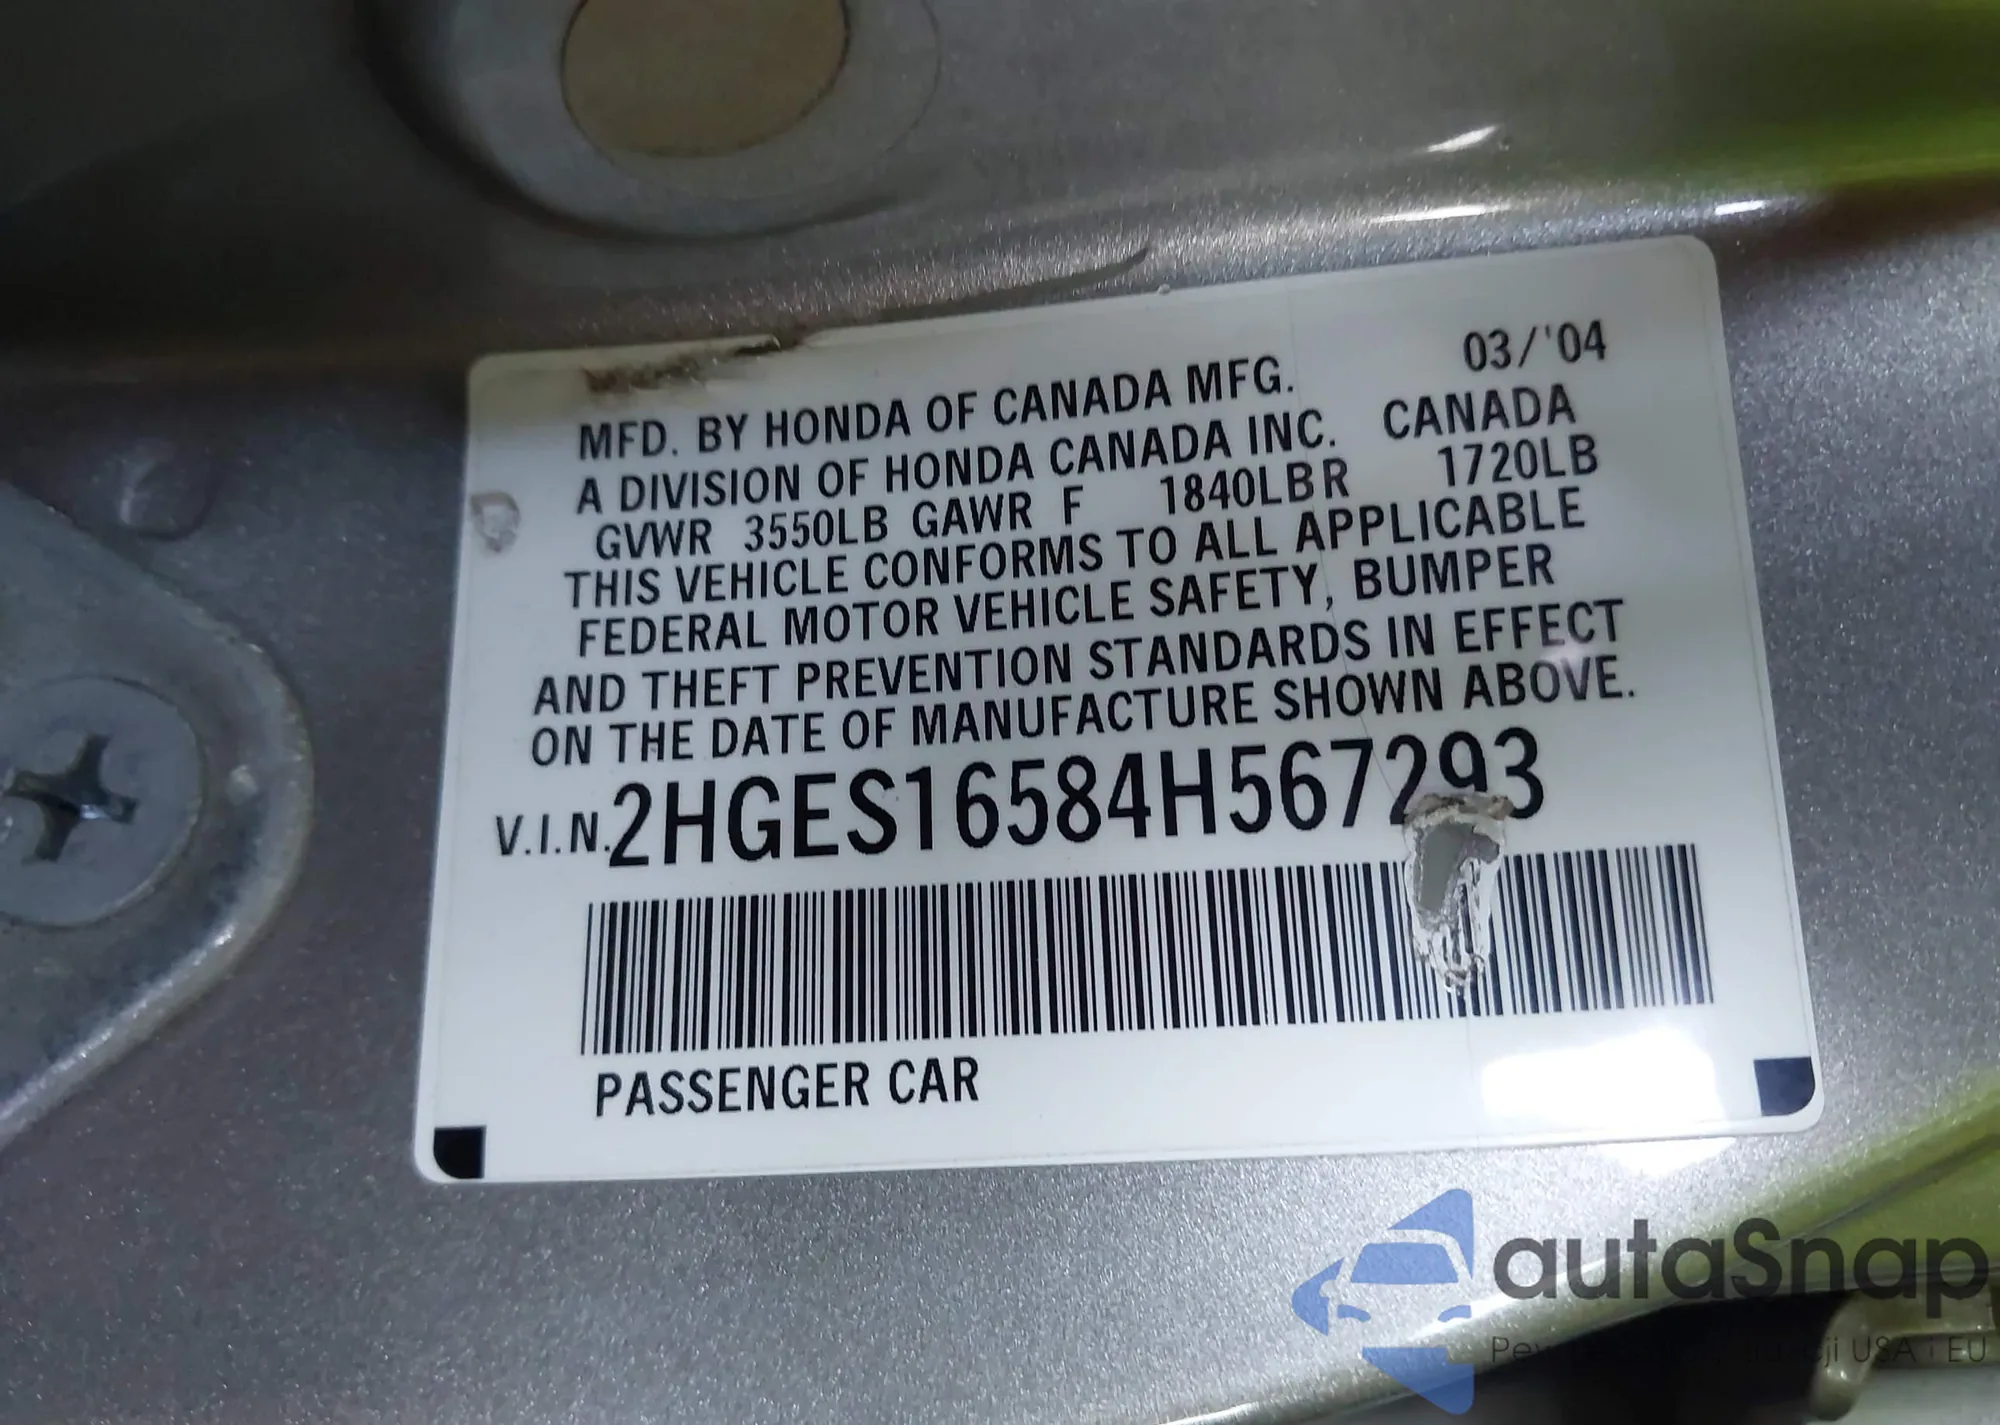 03/'04
MFD. BY HONDA OF CANADA MFG.
A DIVISION OF HONDA CANADA INC. CANADA
GVWR 3550LB GAWR F 1840LB R 1720LB
THIS VEHICLE CONFORMS TO ALL APPLICABLE
FEDERAL MOTOR VEHICLE SAFETY, BUMPER
AND THEFT PREVENTION STANDARDS IN EFFECT
ON THE DATE OF MANUFACTURE SHOWN ABOVE.
V.I.N. 2HGES16584H567293
PASSENGER CAR
autaSnap
USA i EU